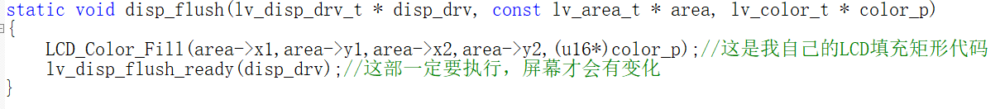 static void disp_flush(lv_disp_drv_t * disp_drv, const lv_area_t * area, lv_color_t * color_p)
{
LCD_Color_Fill(area->x1,area->y1,area->x2,area->y2,(u16*)color_p);//这是我自己的LCD填充矩形代码
lv_disp_flush_ready(disp_drv);//这部一定要执行，屏幕才会有变化
}